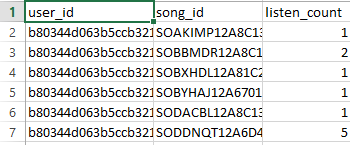 1 user_id song_id listen_count
2 b80344d063b5ccb321 SOAKIMP12A8C13 1
3 b80344d063b5ccb321 SOBBMDR12A8C13 2
4 b80344d063b5ccb321 SOBXHDL12A81C2 1
5 b80344d063b5ccb321 SOBYHAJ12A6701 1
6 b80344d063b5ccb321 SODACBL12A8C13 1
7 b80344d063b5ccb321 SODDNQT12A6D4 5